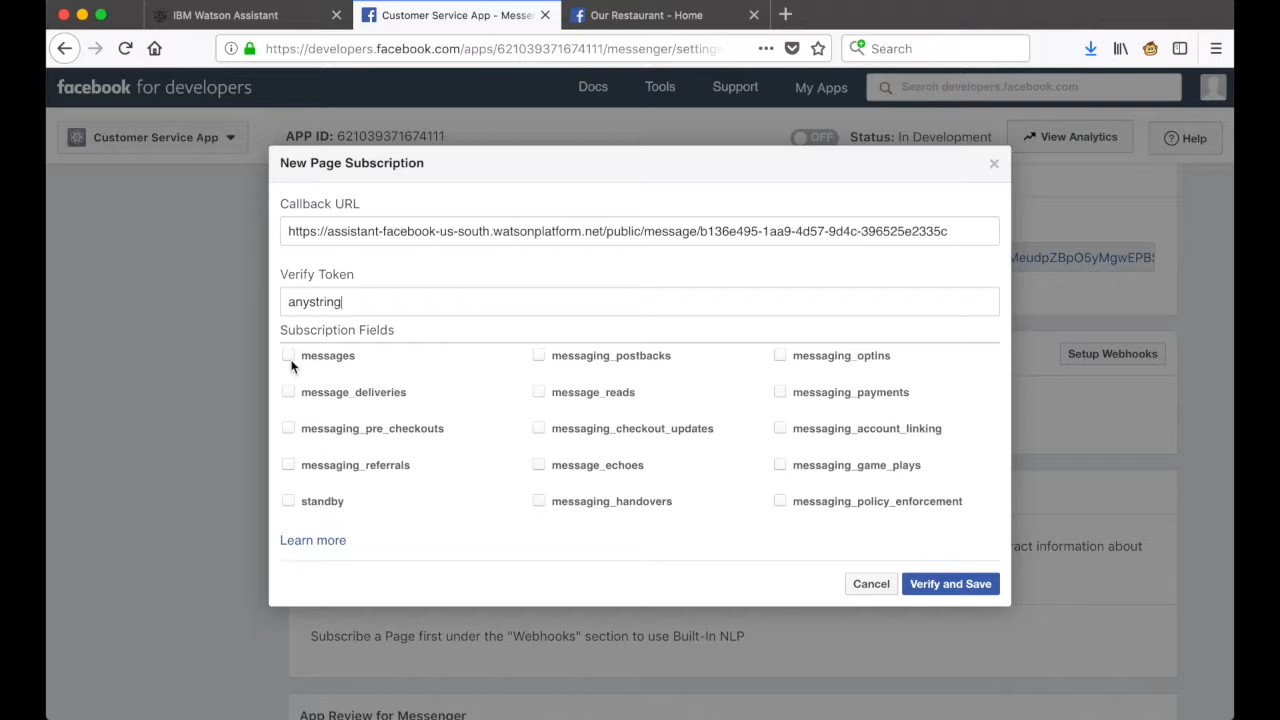 IBM Watson Assistant
Customer Service App - Messe
Our Restaurant - Home
https://developers.facebook.com/apps/621039371674111/messenger/settings
Search
facebook for developers
Docs
Tools
Support
My Apps
Search developers.facebook.com
Customer Service App
APP ID: 621039371674111
OFF
Status: In Development
View Analytics
Help
New Page Subscription
Callback URL
https://assistant-facebook-us-south.watsonplatform.net/public/message/b136e495-1aa9-4d57-9d4c-396525e2335c
MeudpZBpO5yMgwEPB
Verify Token
anystring
Subscription Fields
Setup Webhooks
messages messaging_postbacks messaging_optins
message_deliveries message_reads messaging_payments
messaging_pre_checkouts messaging_checkout_updates messaging_account_linking
messaging_referrals message_echoes messaging_game_plays
standby messaging_handovers messaging_policy_enforcement
Learn more
ract information about
Cancel
Verify and Save
Subscribe a Page first under the "Webhooks" section to use Built-In NLP
App Review for Messenger